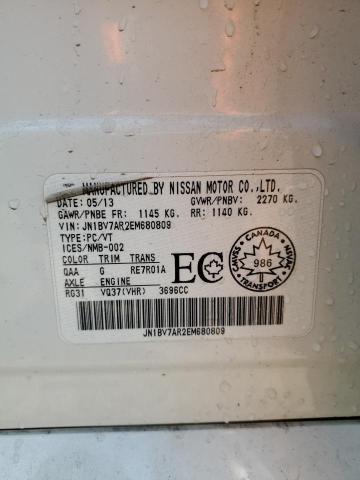 MANUFACTURED BY NISSAN MOTOR CO.,LTD.
DATE: 05/13 GVWR/PNBV: 2270 KG.
GAWR/PNBE FR: 1145 KG. RR: 1140 KG.
VIN: JN1BV7AR2EM680809
TYPE: PC/VT
ICES/NMB-002
COLOR TRIM TRANS
QAA G RE7R01A
AXLE ENGINE
RG31 VQ37(VHR) 3696CC
EC
CANADA
CMVSS NSVAC
986
TRANSPORT
JN1BV7AR2EM680809